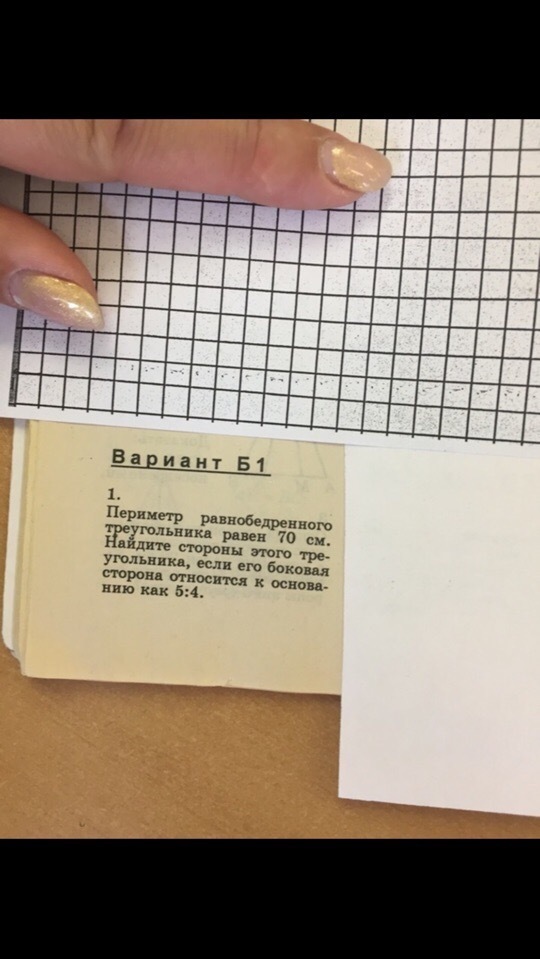 Вариант Б1
1.
Периметр равнобедренного
треугольника равен 70 см.
Найдите стороны этого тре-
угольника, если его боковая
сторона относится к основа-
нию как 5:4.